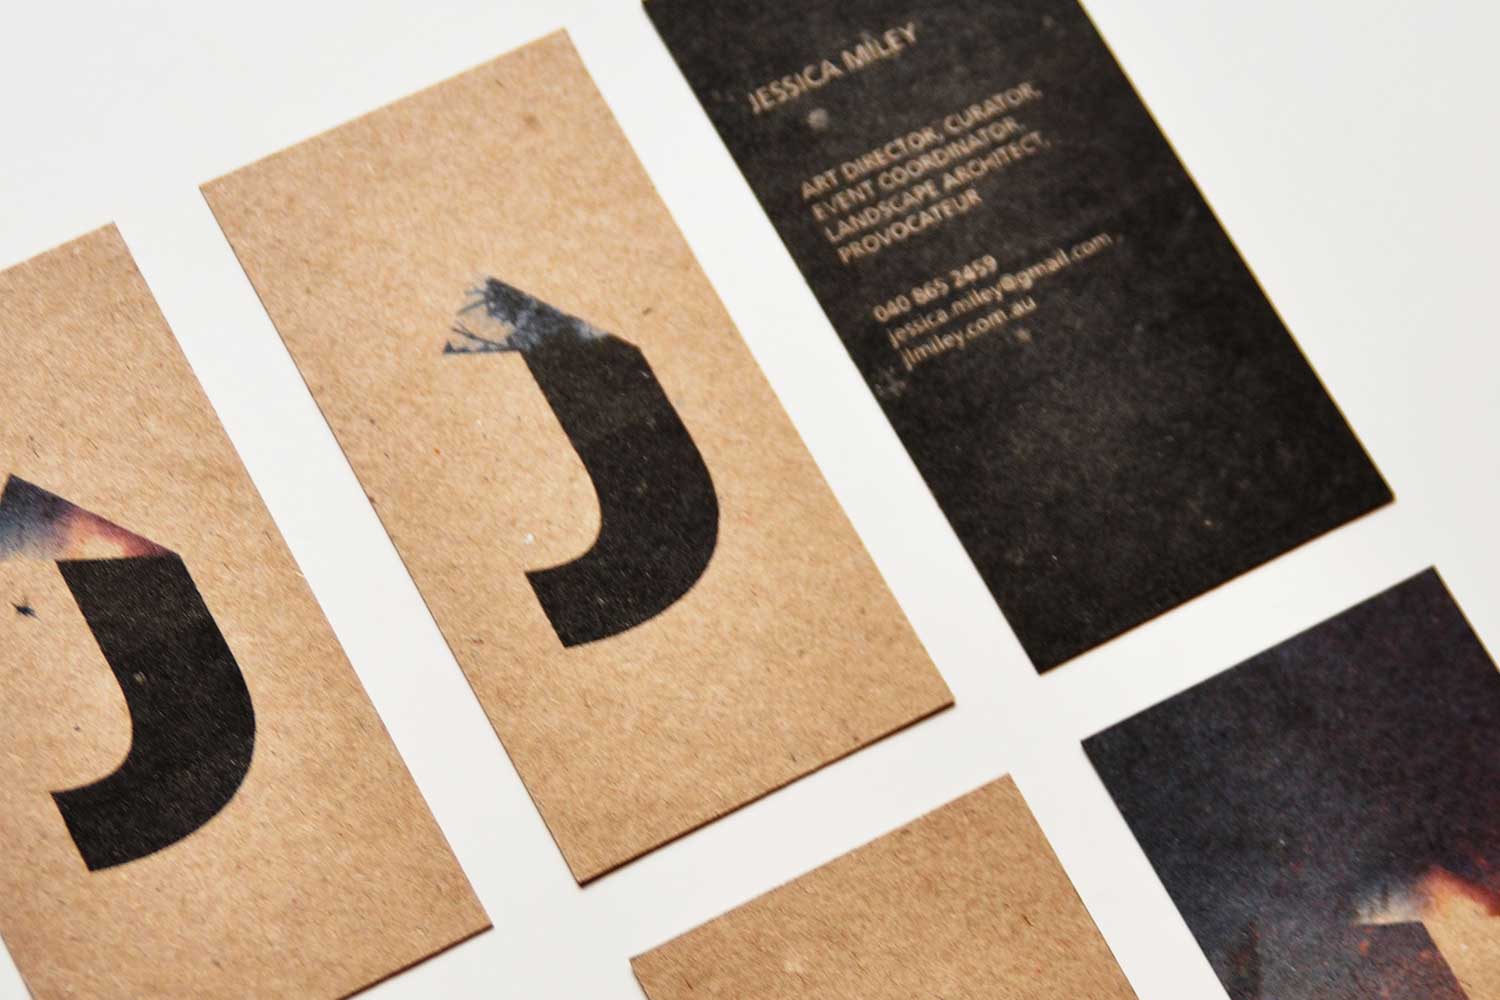 J
J
JESSICA MILEY
ART DIRECTOR, CURATOR,
EVENT COORDINATOR,
LANDSCAPE ARCHITECT,
PROVOCATEUR
040 865 2459
jessica.miley@gmail.com
jlmiley.com.au